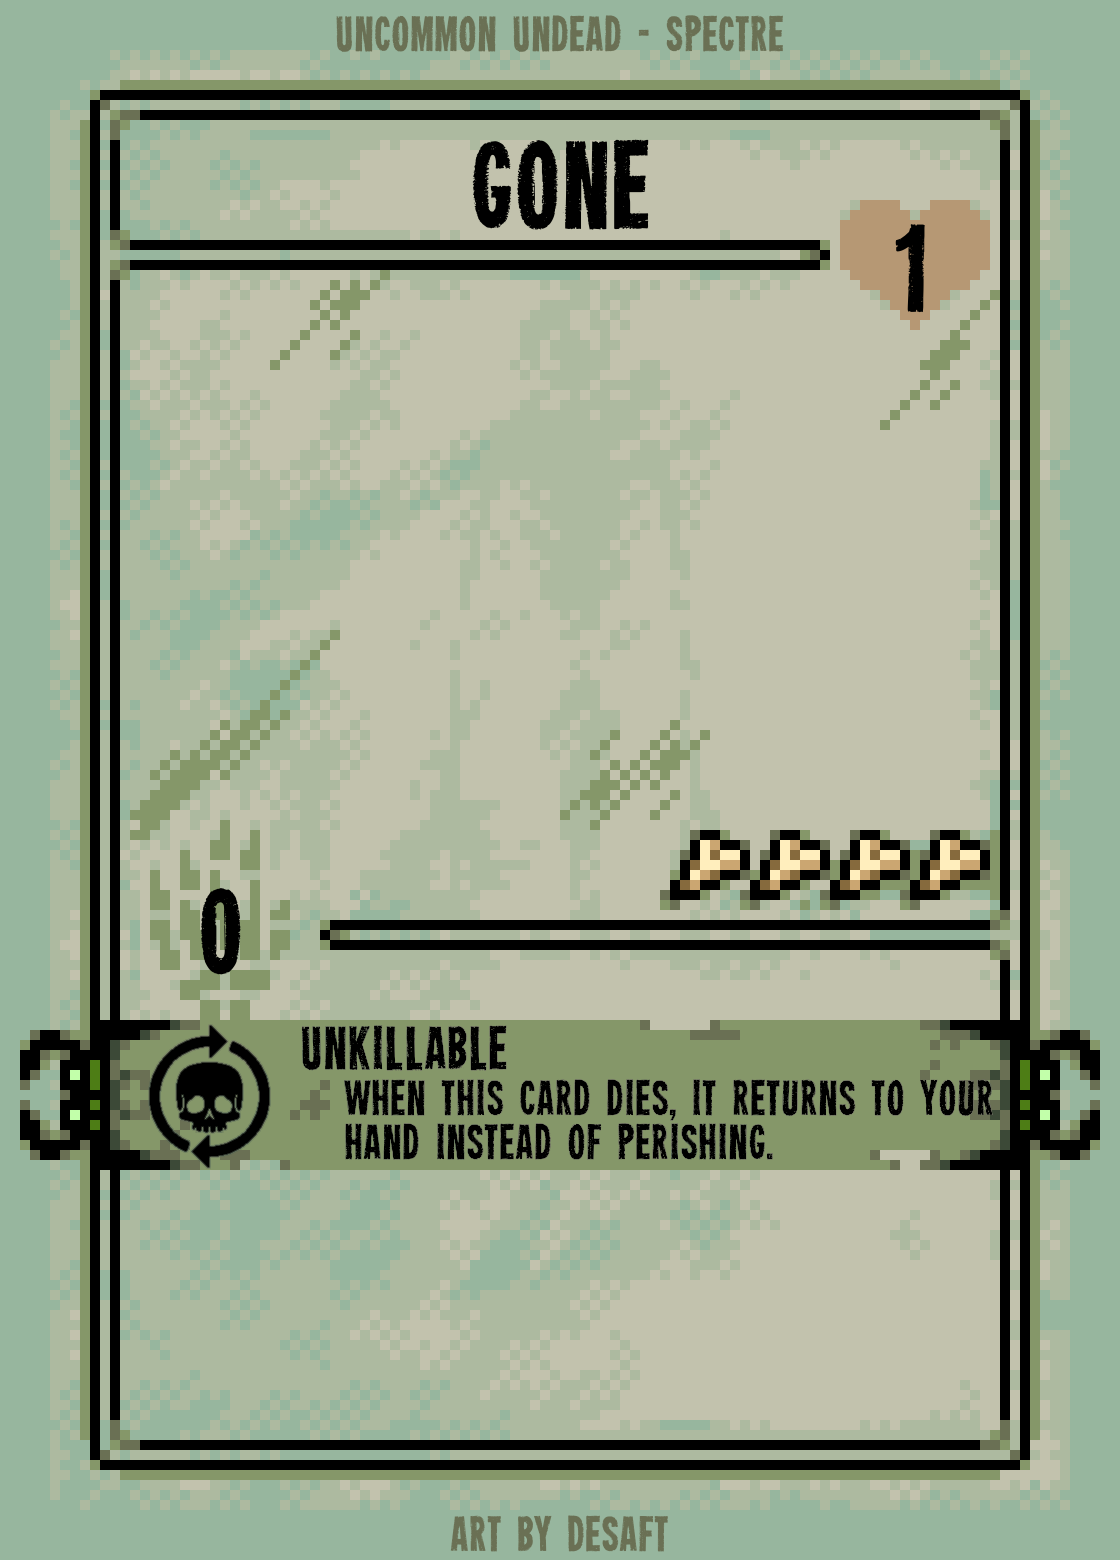 UNCOMMON UNDEAD - SPECTRE
GONE
1
0
UNKILLABLE
WHEN THIS CARD DIES, IT RETURNS TO YOUR
HAND INSTEAD OF PERISHING.
ART BY DESAFT